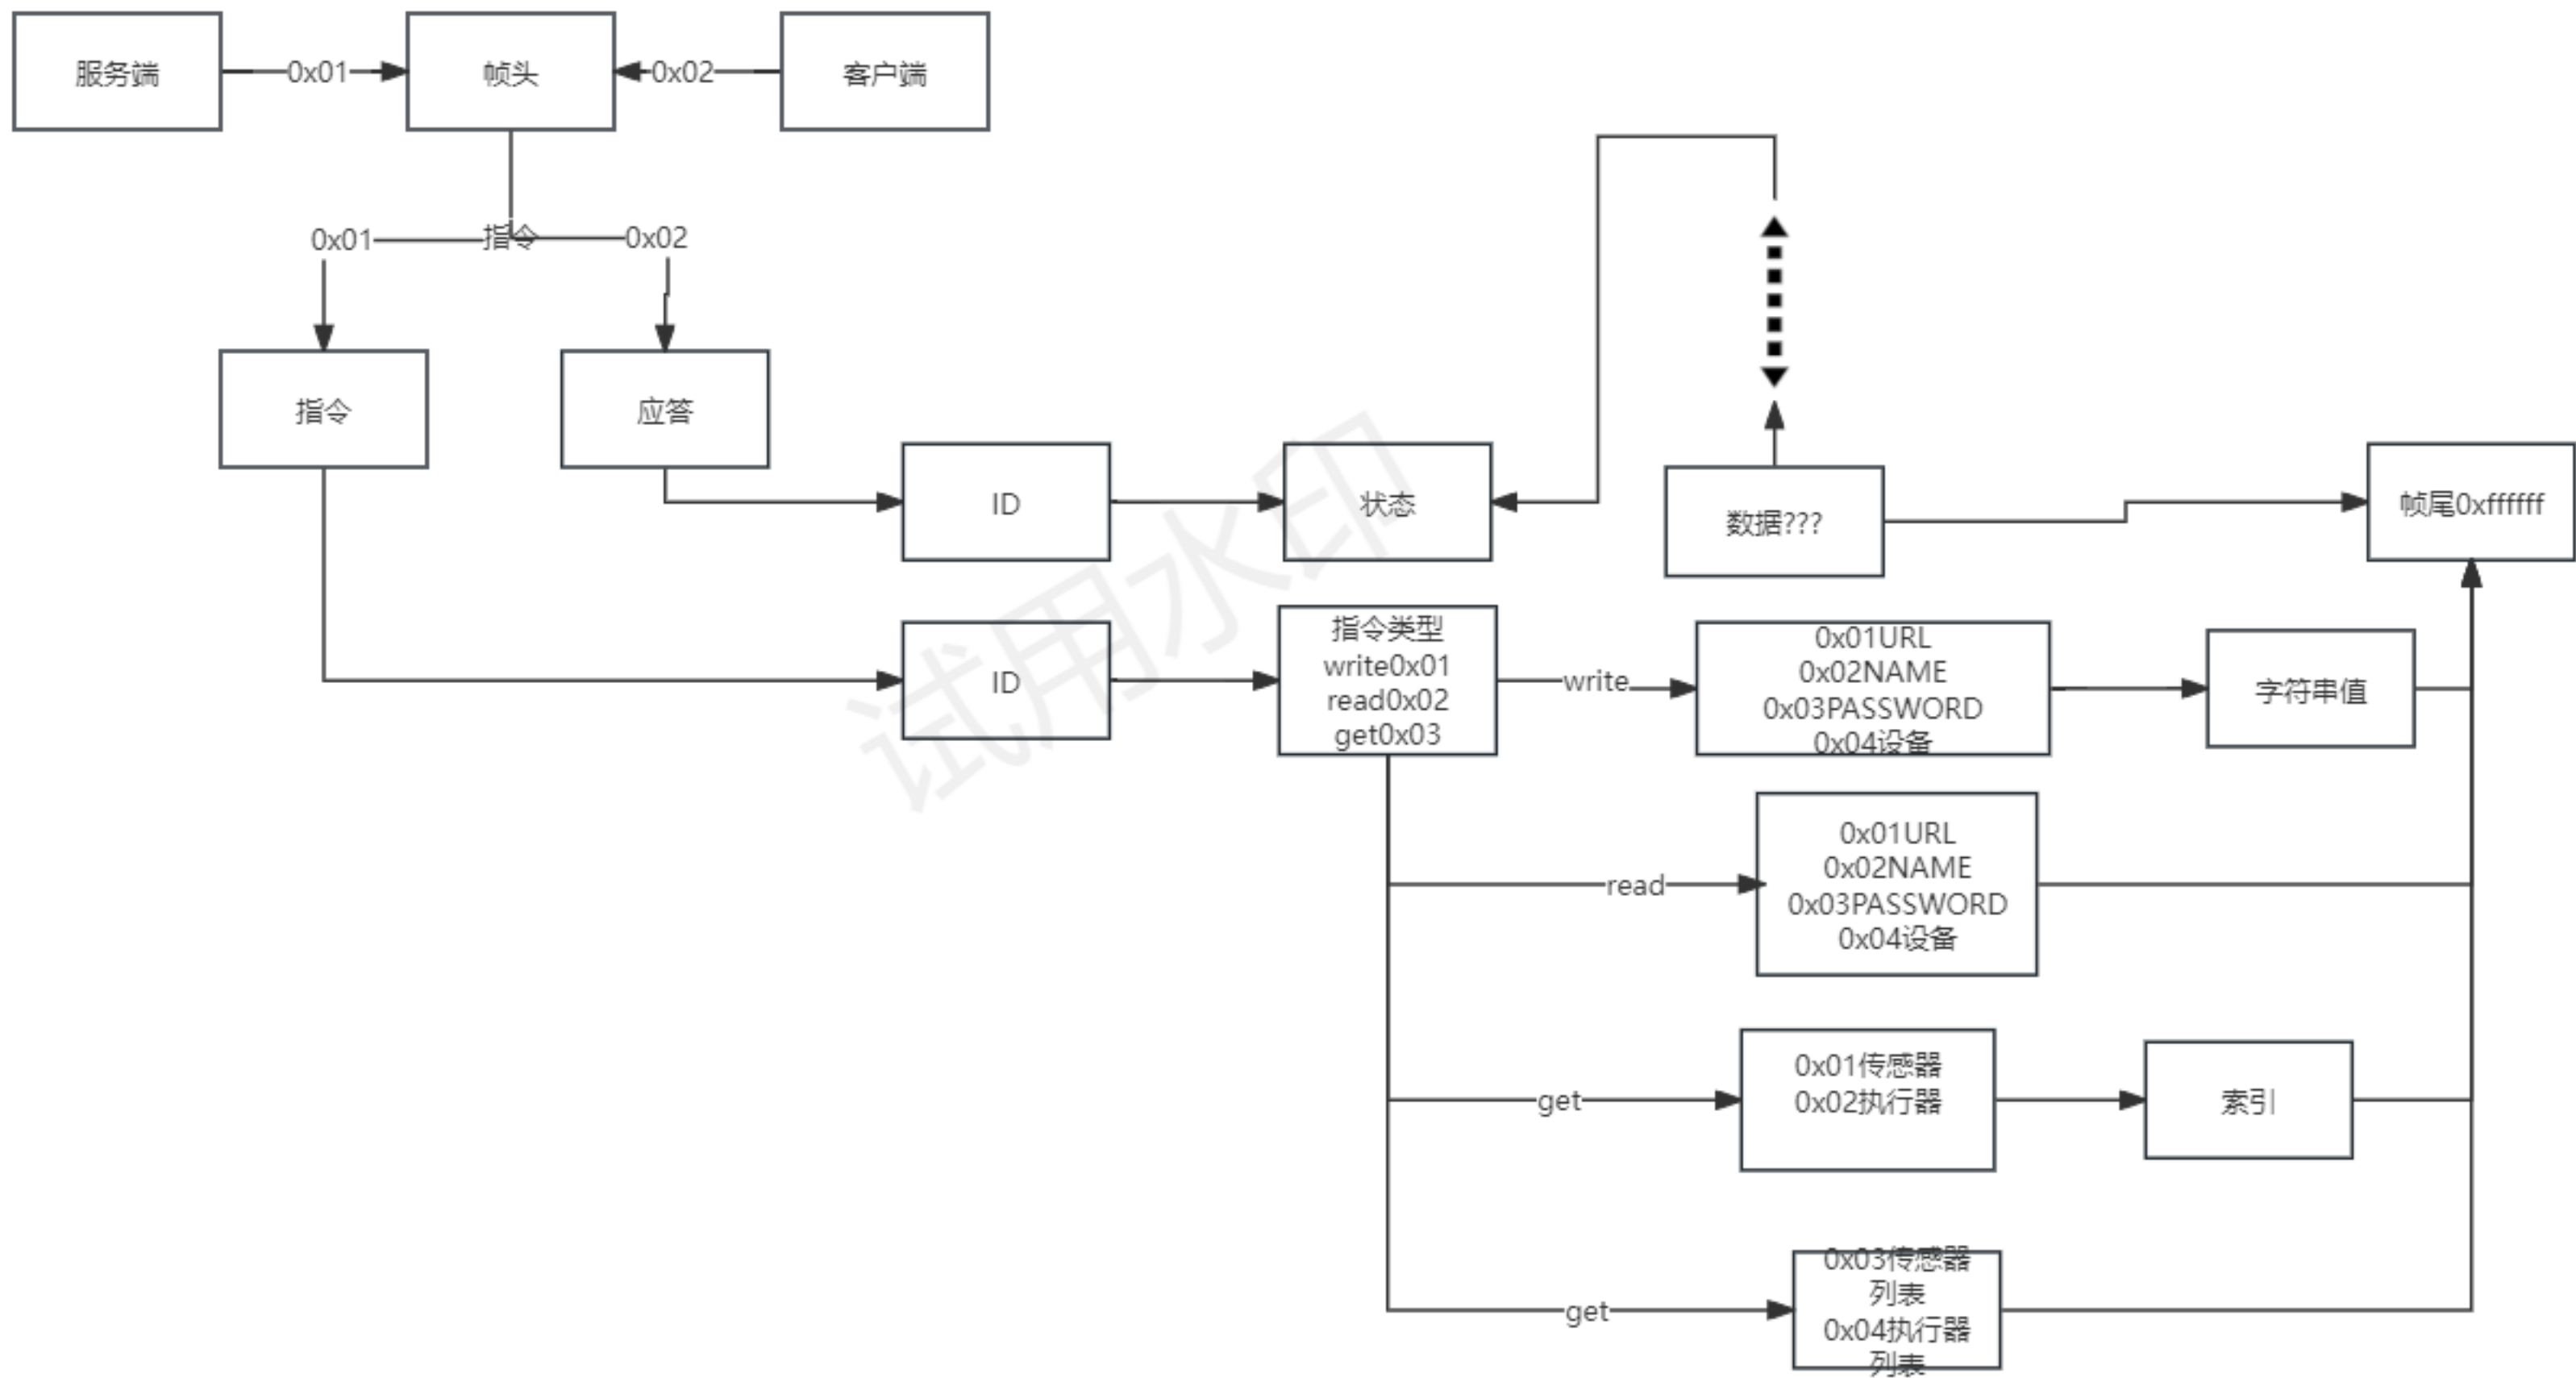 服务端
0x01
帧头
0x02
客户端
0x01
指令
0x02
指令
应答
ID
状态
数据???
帧尾0xffffff
ID
指令类型
write0x01
read0x02
get0x03
write
0x01URL
0x02NAME
0x03PASSWORD
0x04设备
字符串值
read
0x01URL
0x02NAME
0x03PASSWORD
0x04设备
get
0x01传感器
0x02执行器
索引
get
0x03传感器
列表
0x04执行器
列表
试用水印